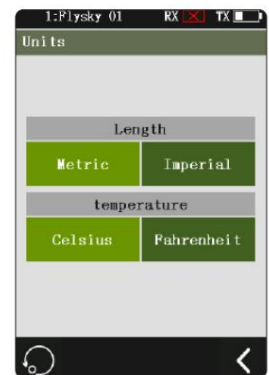 1:Flysky 01 RX TX
Units
Length
Metric Imperial
temperature
Celsius Fahrenheit